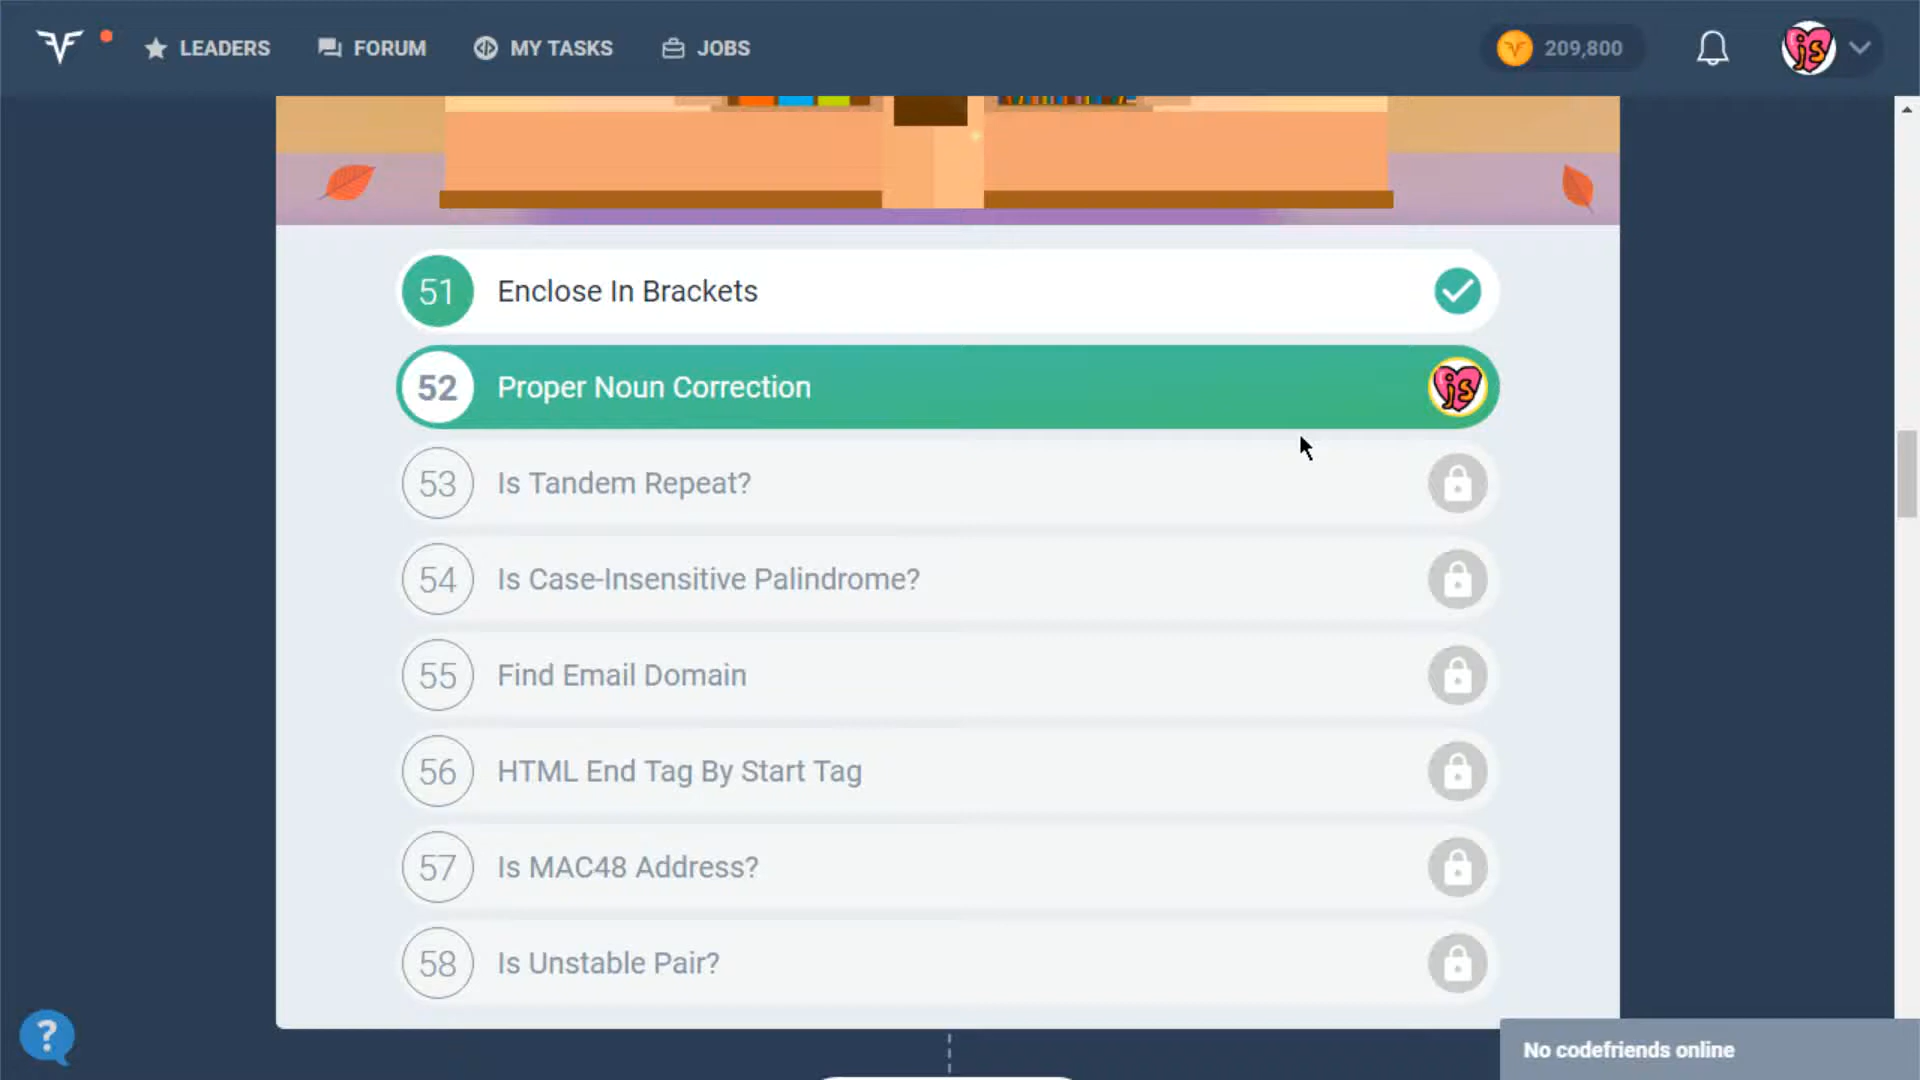 LEADERS FORUM MY TASKS JOBS 209,800 js
51 Enclose In Brackets
52 Proper Noun Correction js
53 Is Tandem Repeat?
54 Is Case-Insensitive Palindrome?
55 Find Email Domain
56 HTML End Tag By Start Tag
57 Is MAC48 Address?
58 Is Unstable Pair?
?
No codefriends online